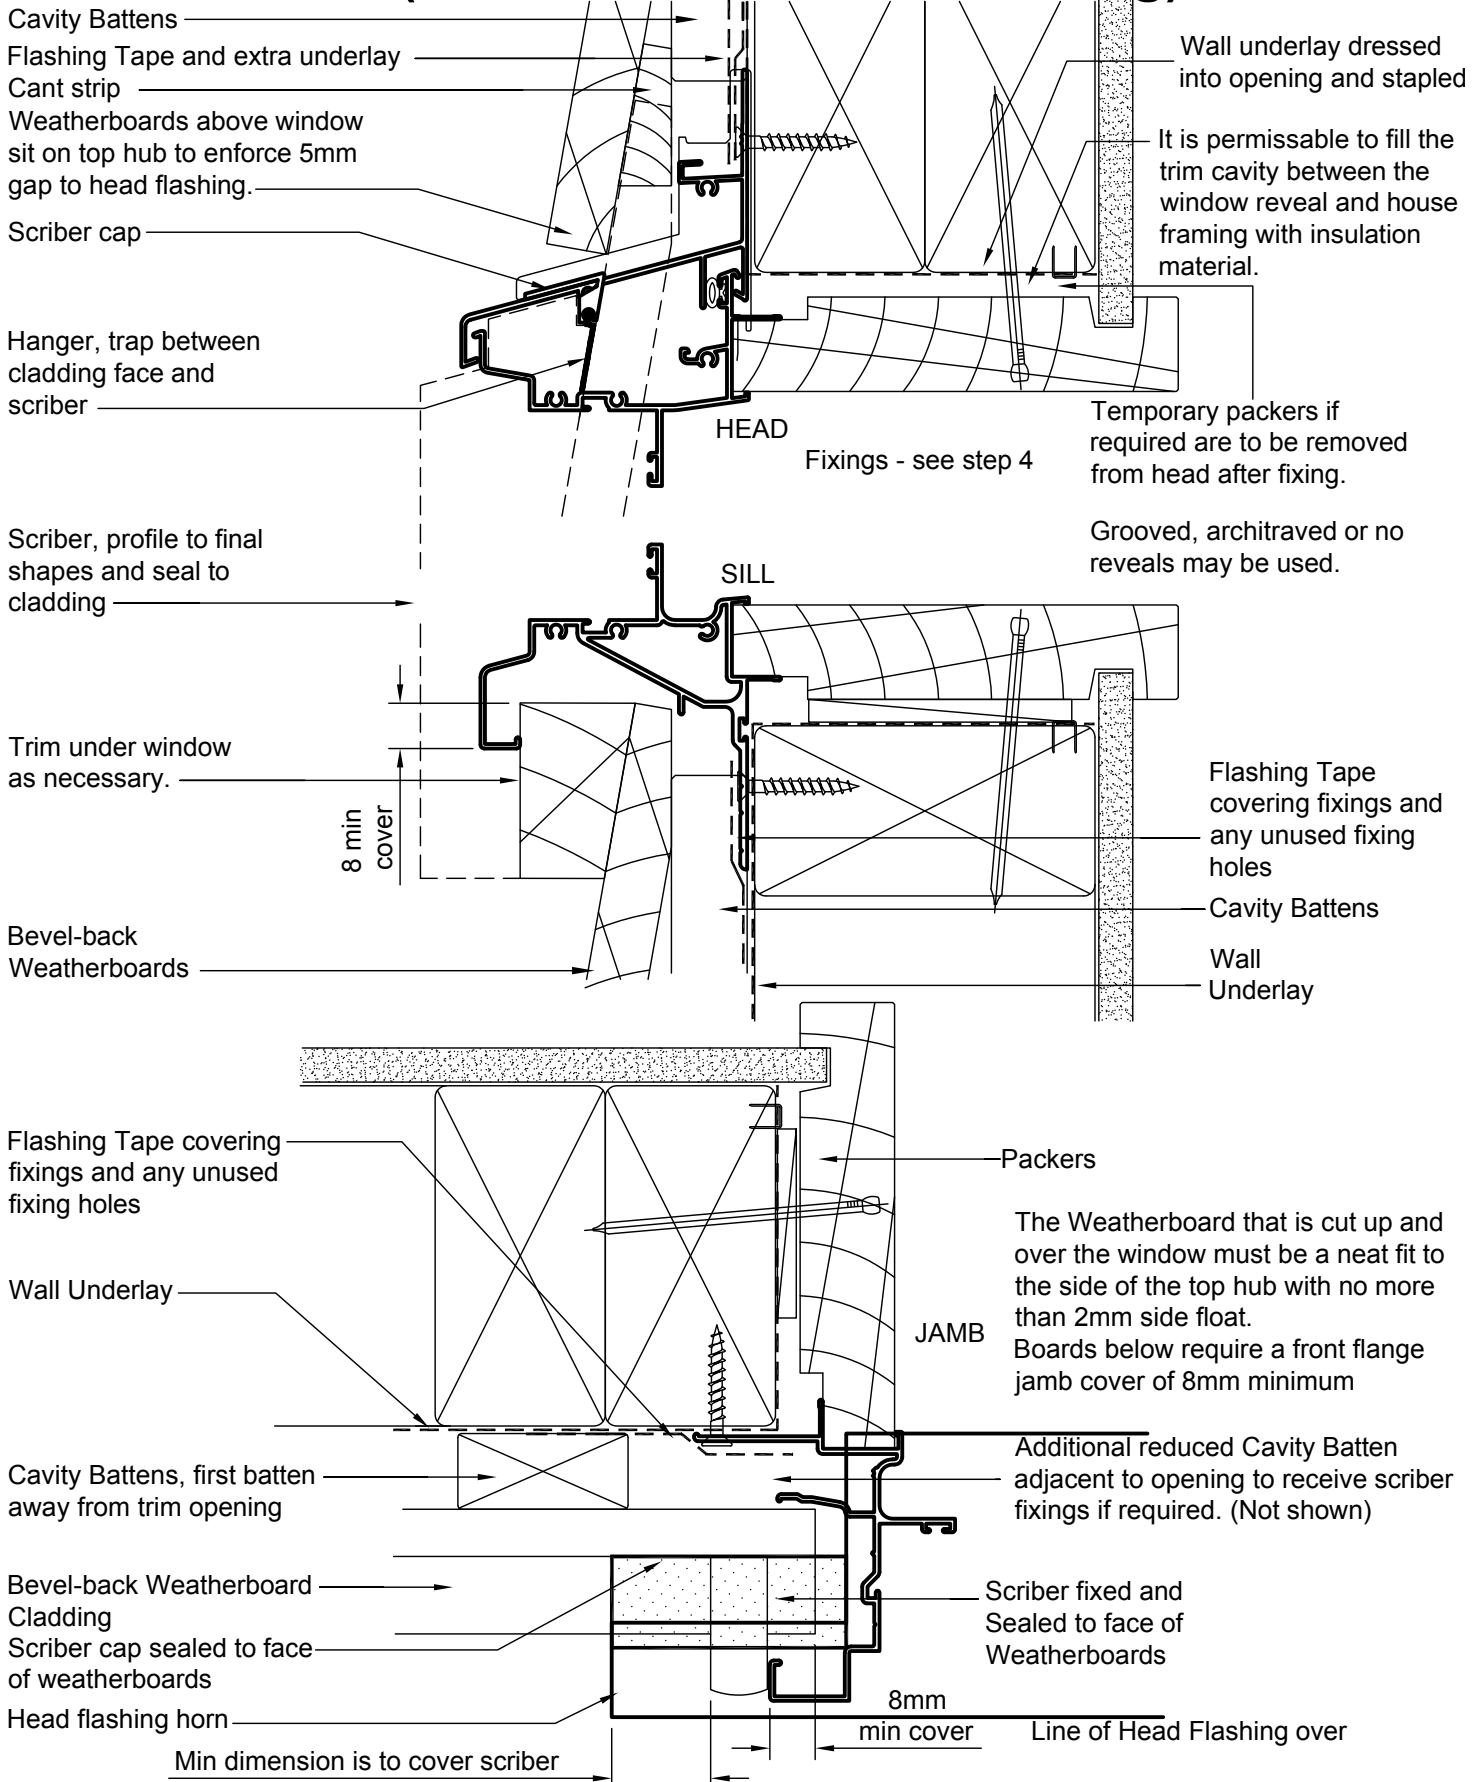 Cavity Battens
Flashing Tape and extra underlay
Cant strip
Weatherboards above window
sit on top hub to enforce 5mm
gap to head flashing.
Scriber cap
Hanger, trap between
cladding face and
scriber
Wall underlay dressed
into opening and stapled
It is permissable to fill the
trim cavity between the
window reveal and house
framing with insulation
material.
HEAD
Fixings - see step 4
Temporary packers if
required are to be removed
from head after fixing.
Grooved, architraved or no
reveals may be used.
Scriber, profile to final
shapes and seal to
cladding
SILL
Trim under window
as necessary.
8 min
cover
Bevel-back
Weatherboards
Flashing Tape
covering fixings and
any unused fixing
holes
Cavity Battens
Wall
Underlay
Flashing Tape covering
fixings and any unused
fixing holes
Wall Underlay
Packers
The Weatherboard that is cut up and
over the window must be a neat fit to
the side of the top hub with no more
than 2mm side float.
Boards below require a front flange
jamb cover of 8mm minimum
JAMB
Cavity Battens, first batten
away from trim opening
Additional reduced Cavity Batten
adjacent to opening to receive scriber
fixings if required. (Not shown)
Bevel-back Weatherboard
Cladding
Scriber cap sealed to face
of weatherboards
Scriber fixed and
Sealed to face of
Weatherboards
Head flashing horn
8mm
min cover
Line of Head Flashing over
Min dimension is to cover scriber